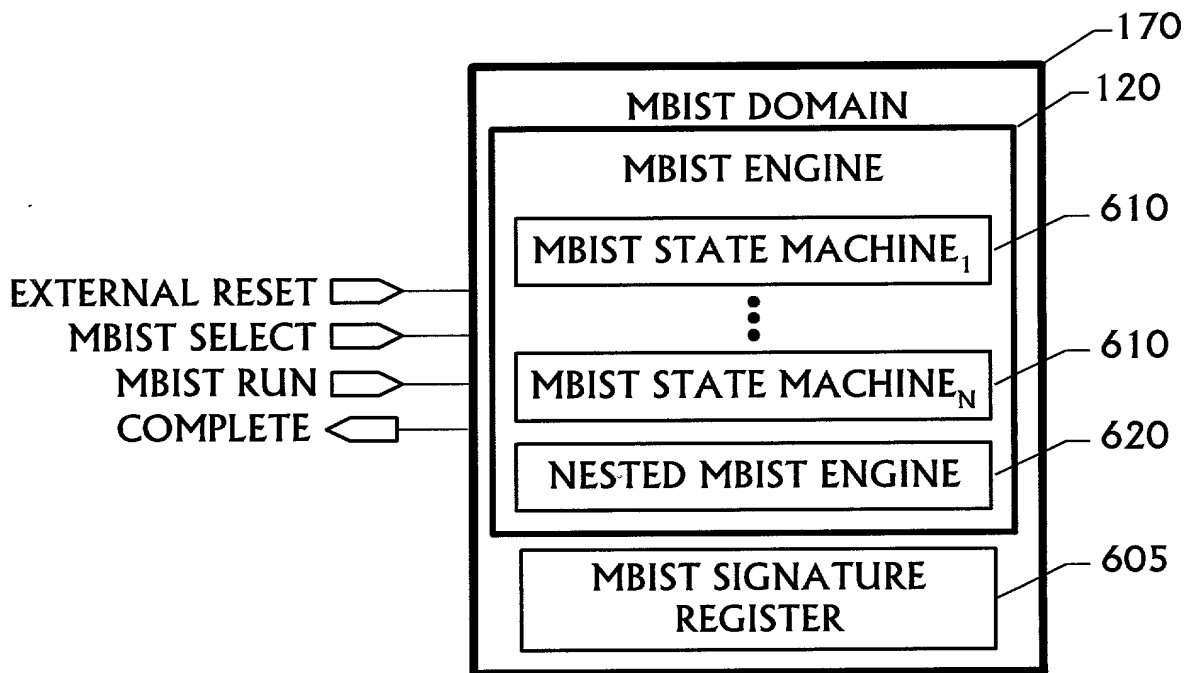 170
MBIST DOMAIN
120
MBIST ENGINE
610
MBIST STATE MACHINE1
EXTERNAL RESET
MBIST SELECT
610
MBIST RUN
MBIST STATE MACHINEN
COMPLETE
620
NESTED MBIST ENGINE
605
MBIST SIGNATURE
REGISTER